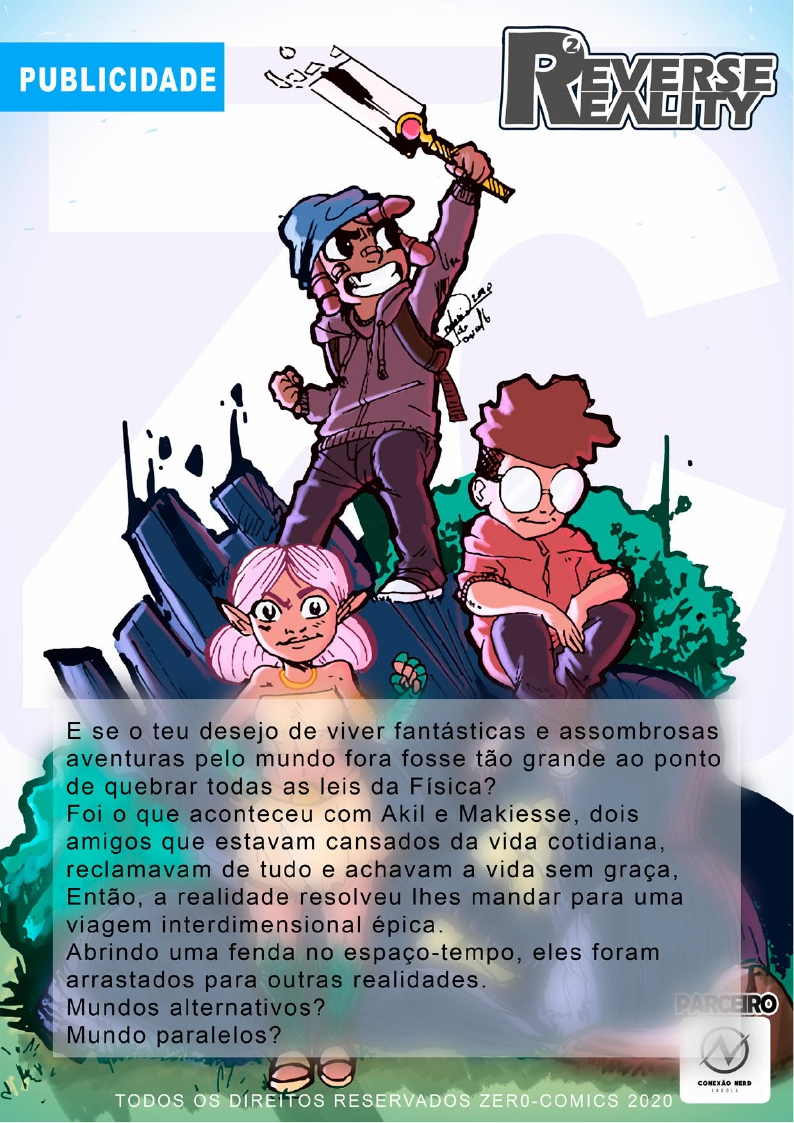 PUBLICIDADE
REVERSE
REALITY
2
E se o teu desejo de viver fantásticas e assombrosas
aventuras pelo mundo fora fosse tão grande ao ponto
de quebrar todas as leis da Física?
Foi o que aconteceu com Akil e Makiesse, dois
amigos que estavam cansados da vida cotidiana,
reclamavam de tudo e achavam a vida sem graça,
Então, a realidade resolveu lhes mandar para uma
viagem interdimensional épica.
Abrindo uma fenda no espaço-tempo, eles foram
arrastados para outras realidades.
Mundos alternativos?
Mundo paralelos?
PARCEIRO
CONEXÃO NERD
ANGOLA
TODOS OS DIREITOS RESERVADOS ZER0-COMICS 2020